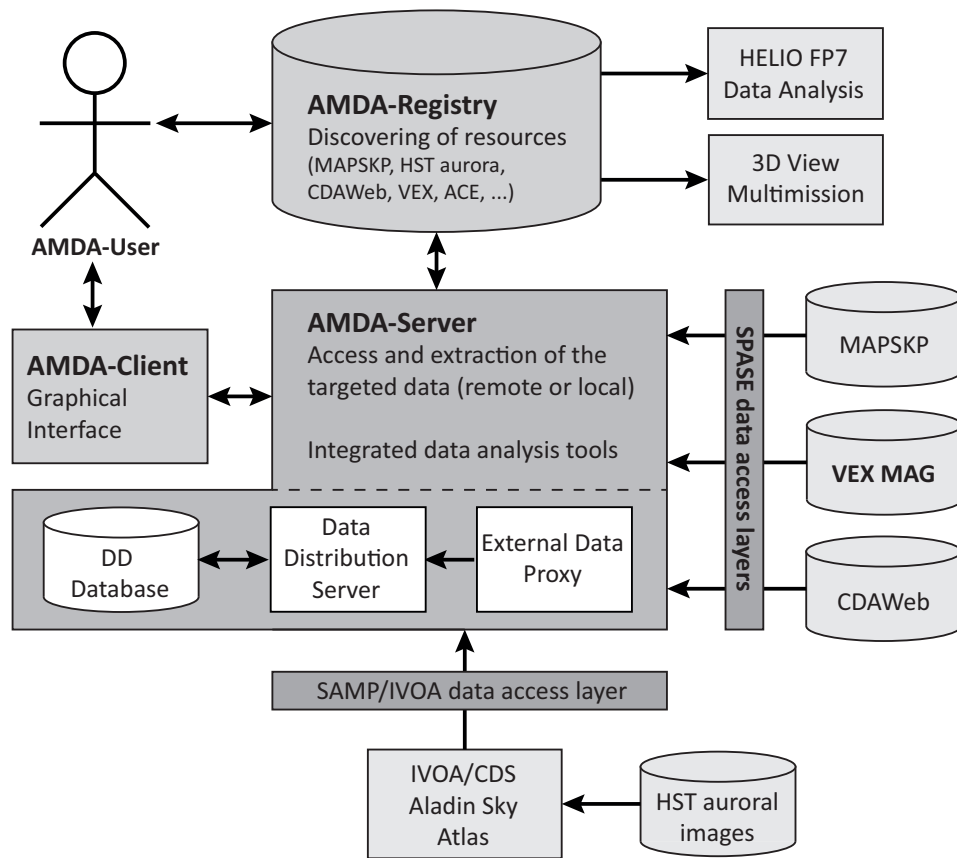 AMDA-Registry
Discovering of resources
(MAPSKP, HST aurora,
CDAWeb, VEX, ACE, ...)
HELIO FP7
Data Analysis
3D View
Multimission
AMDA-User
AMDA-Client
Graphical
Interface
AMDA-Server
Access and extraction of the
targeted data (remote or local)
Integrated data analysis tools
SPASE data access layers
MAPSKP
VEX MAG
CDAWeb
DD
Database
Data
Distribution
Server
External Data
Proxy
SAMP/IVOA data access layer
IVOA/CDS
Aladin Sky
Atlas
HST auroral
images